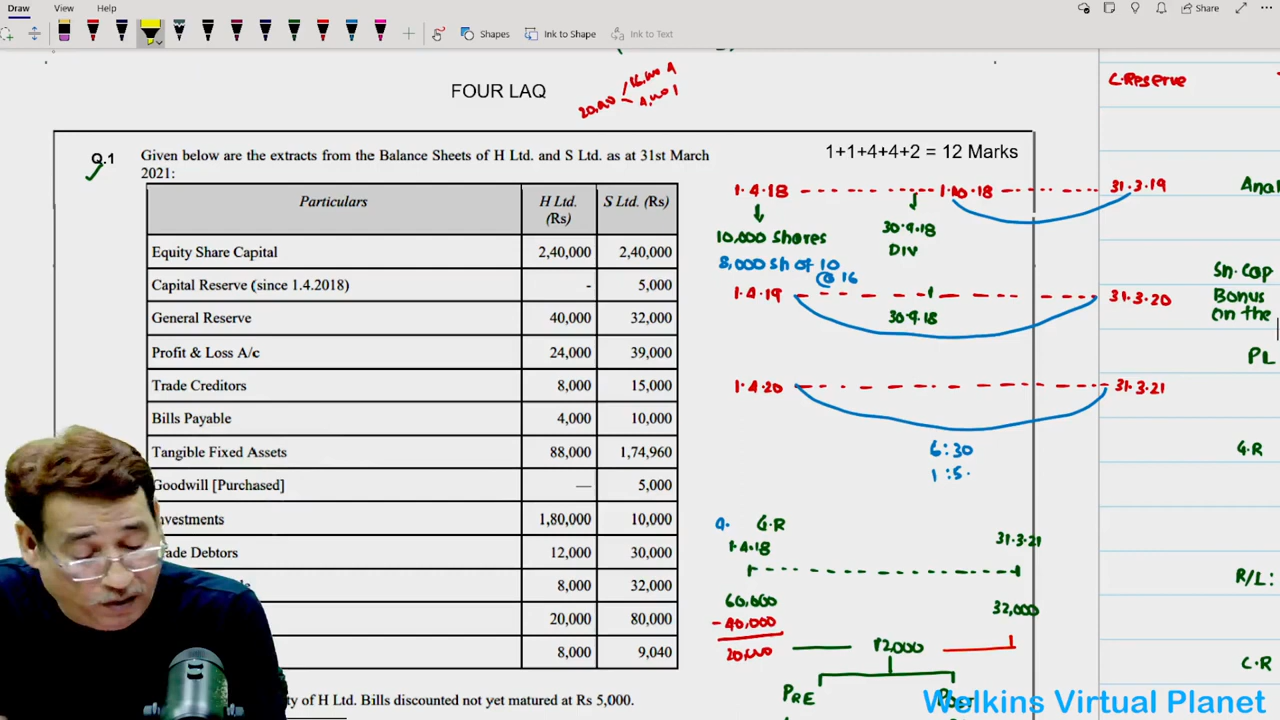 Draw View Help
Share
Shapes Ink to Shape Ink to Text
FOUR LAQ
20,000 16,000 A
4,000 I
C.Reserve
Q.1 Given below are the extracts from the Balance Sheets of H Ltd. and S Ltd. as at 31st March
2021:
1+1+4+4+2 = 12 Marks
Particulars H Ltd. (Rs) S Ltd. (Rs)
Equity Share Capital 2,40,000 2,40,000
Capital Reserve (since 1.4.2018) - 5,000
General Reserve 40,000 32,000
Profit & Loss A/c 24,000 39,000
Trade Creditors 8,000 15,000
Bills Payable 4,000 10,000
Tangible Fixed Assets 88,000 1,74,960
Goodwill [Purchased] — 5,000
nvestments 1,80,000 10,000
ade Debtors 12,000 30,000
8,000 32,000
20,000 80,000
8,000 9,040
ty of H Ltd. Bills discounted not yet matured at Rs 5,000.
1.4.18 1.10.18 31.3.19
10,000 Shares 30.9.18
DIV
8,000 Sh of 10
@ 16
1.4.19 31.3.20
30.9.18
1.4.20 31.3.21
6:30
1:5
4. G.R
1.4.18 31.3.21
60,000 32,000
-40,000
20,000 12000
PRE Post
Anal
Sh.Cap
Bonus
on the
PL
G.R
R/L:
C.R
Welkins Virtual Planet